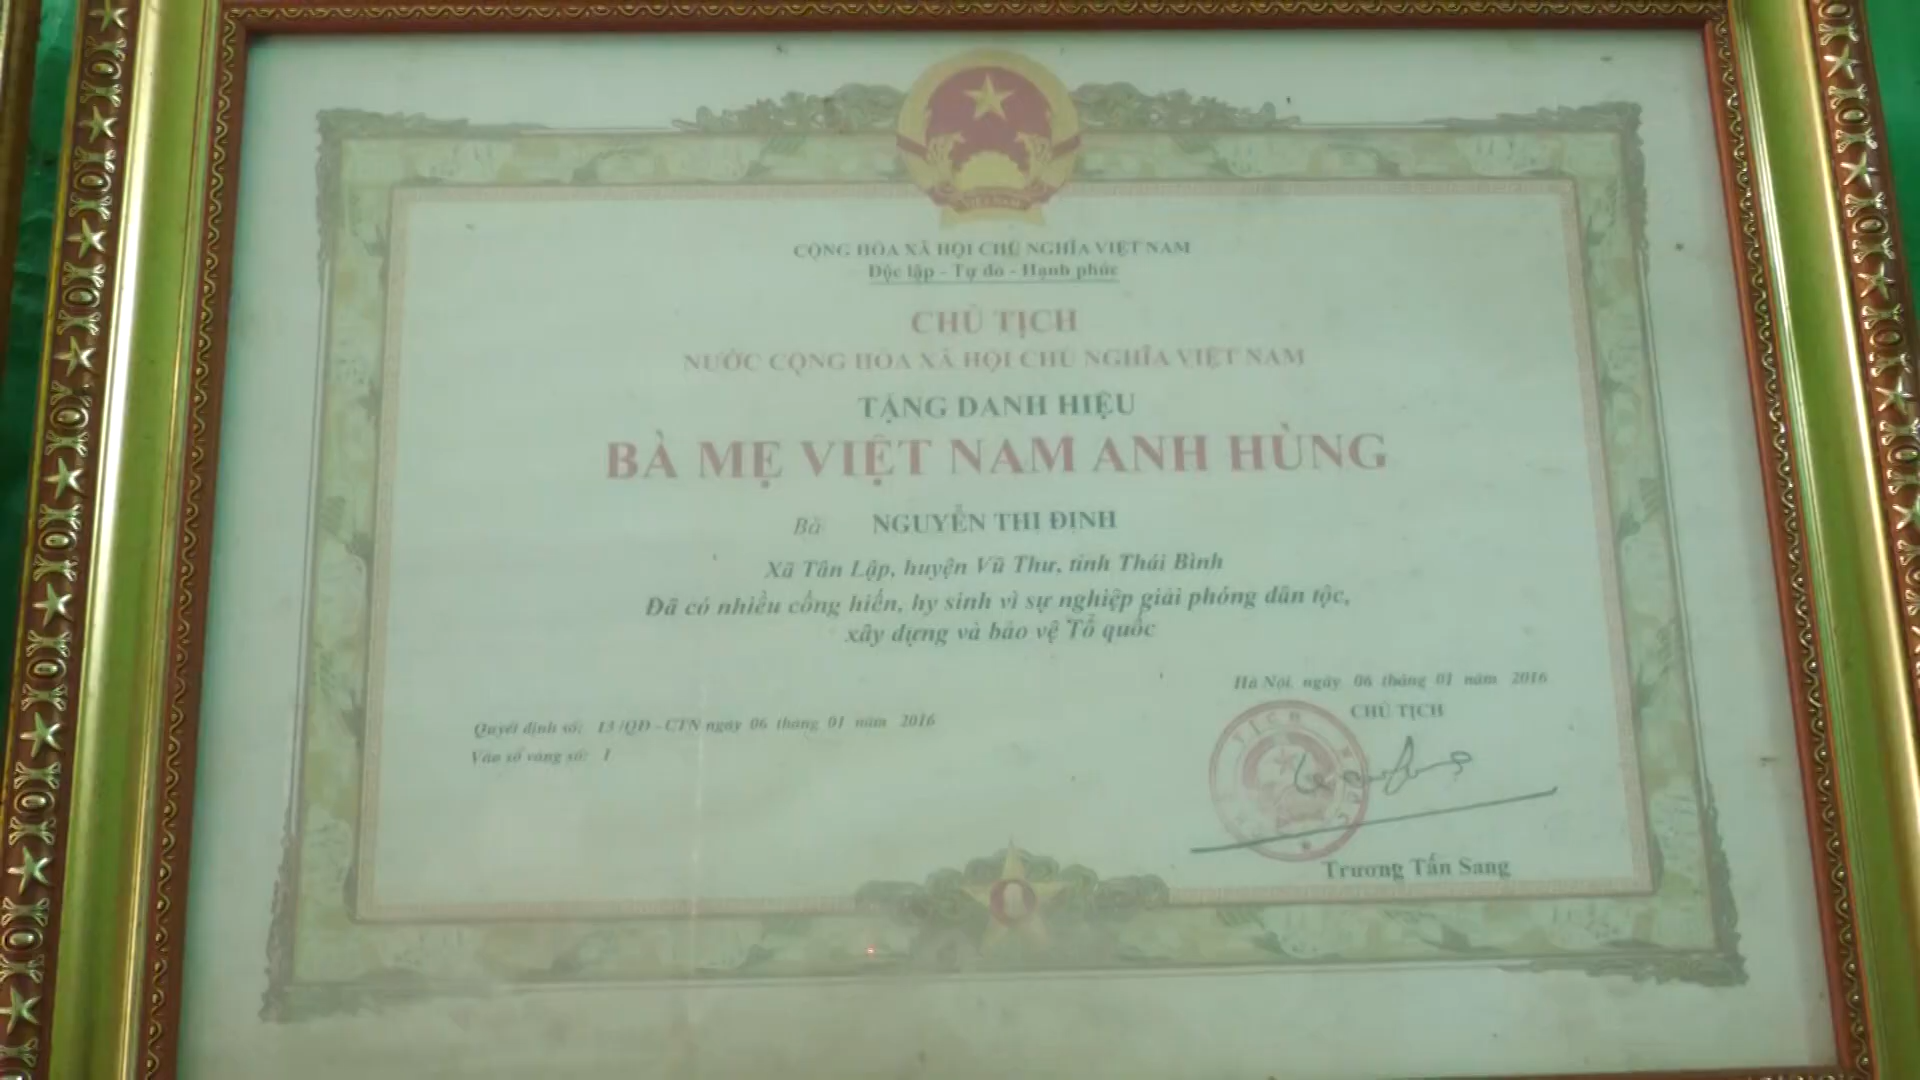 VIỆT NAM
CỘNG HÒA XÃ HỘI CHỦ NGHĨA VIỆT NAM
Độc lập - Tự do - Hạnh phúc
CHỦ TỊCH
NƯỚC CỘNG HÒA XÃ HỘI CHỦ NGHĨA VIỆT NAM
TẶNG DANH HIỆU
BÀ MẸ VIỆT NAM ANH HÙNG
Bà NGUYỄN THỊ ĐỊNH
Xã Tân Lập, huyện Vũ Thư, tỉnh Thái Bình
Đã có nhiều cống hiến, hy sinh vì sự nghiệp giải phóng dân tộc,
xây dựng và bảo vệ Tổ quốc
Hà Nội, ngày 06 tháng 01 năm 2016
CHỦ TỊCH
Quyết định số: 13 /QĐ - CTN ngày 06 tháng 01 năm 2016
Vào sổ vàng số: 1
Trương Tấn Sang